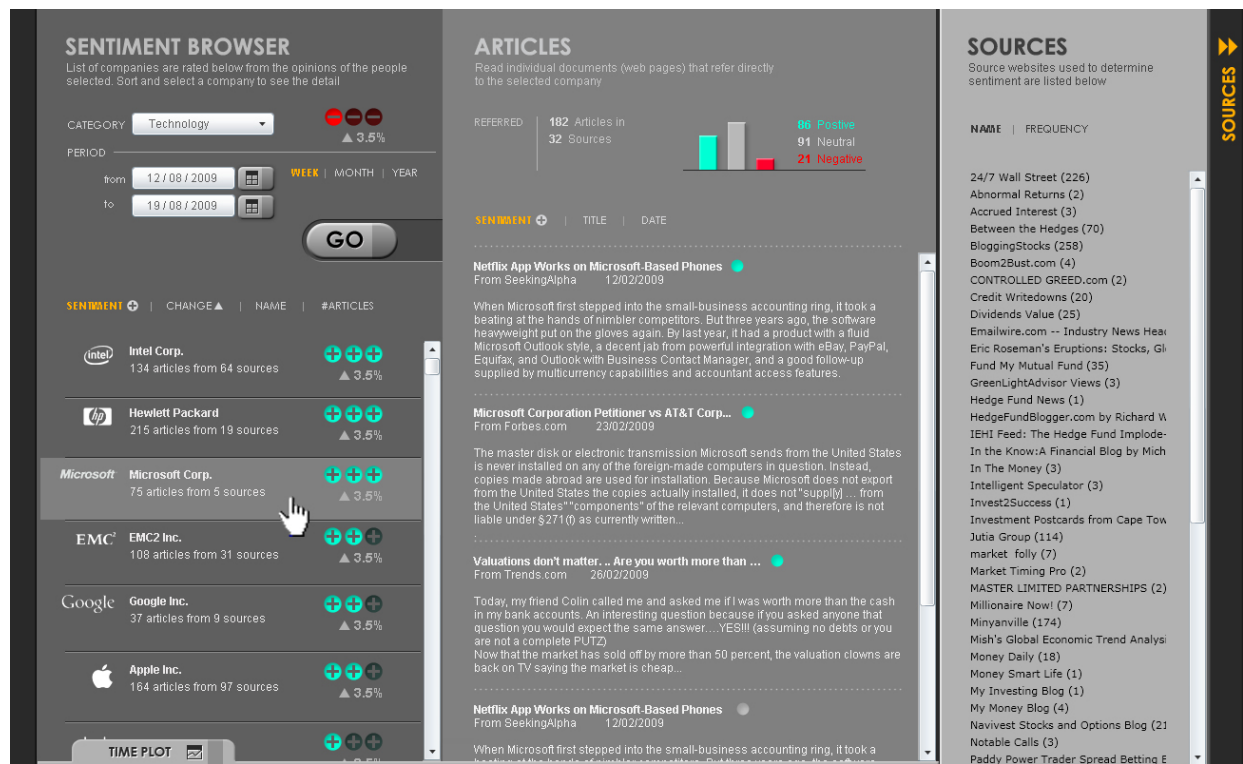 SENTIMENT BROWSER
List of companies are rated below from the opinions of the people
selected. Sort and select a company to see the detail
CATEGORY Technology
▲ 3.5%
PERIOD
from 12 / 08 / 2009
WEEK | MONTH | YEAR
to 19 / 08 / 2009
GO
SENTIMENT | CHANGE▲ | NAME | #ARTICLES
intel Intel Corp.
134 articles from 64 sources
▲ 3.5%
hp Hewlett Packard
215 articles from 19 sources
▲ 3.5%
Microsoft Microsoft Corp.
75 articles from 5 sources
▲ 3.5%
EMC² EMC2 Inc.
108 articles from 31 sources
▲ 3.5%
Google Google Inc.
37 articles from 9 sources
▲ 3.5%
Apple Inc.
164 articles from 97 sources
▲ 3.5%
TIME PLOT
ARTICLES
Read individual documents (web pages) that refer directly
to the selected company
REFERRED
182 Articles in
32 Sources
86 Postive
91 Neutral
21 Negative
SENTIMENT | TITLE | DATE
Netflix App Works on Microsoft-Based Phones
From SeekingAlpha 12/02/2009
When Microsoft first stepped into the small-business accounting ring, it took a
beating at the hands of nimbler competitors. But three years ago, the software
heavyweight put on the gloves again. By last year, it had a product with a fluid
Microsoft Outlook style, a decent jab from powerful integration with eBay, PayPal,
Equifax, and Outlook with Business Contact Manager, and a good follow-up
supplied by multicurrency capabilities and accountant access features.
Microsoft Corporation Petitioner vs AT&T Corp...
From Forbes.com 23/02/2009
The master disk or electronic transmission Microsoft sends from the United States
is never installed on any of the foreign-made computers in question. Instead,
copies made abroad are used for installation. Because Microsoft does not export
from the United States the copies actually installed, it does not "suppl[y] ... from
the United States" "components" of the relevant computers, and therefore is not
liable under §271(f) as currently written...
:
Valuations don't matter. .. Are you worth more than ...
From Trends.com 26/02/2009
Today, my friend Colin called me and asked me if I was worth more than the cash
in my bank accounts. An interesting question because if you asked anyone that
question you would expect the same answer....YES!!! (assuming no debts or you
are not a complete PUTZ)
Now that the market has sold off by more than 50 percent, the valuation clowns are
back on TV saying the market is cheap...
Netflix App Works on Microsoft-Based Phones
From SeekingAlpha 12/02/2009
When Microsoft first stepped into the small-business accounting ring, it took a
SOURCES
Source websites used to determine
sentiment are listed below
NAME | FREQUENCY
24/7 Wall Street (226)
Abnormal Returns (2)
Accrued Interest (3)
Between the Hedges (70)
BloggingStocks (258)
Boom2Bust.com (4)
CONTROLLED GREED.com (2)
Credit Writedowns (20)
Dividends Value (25)
Emailwire.com -- Industry News Head
Eric Roseman's Eruptions: Stocks, Gl
Fund My Mutual Fund (35)
GreenLightAdvisor Views (3)
Hedge Fund News (1)
HedgeFundBlogger.com by Richard W
IEHI Feed: The Hedge Fund Implode-
In the Know:A Financial Blog by Mich
In The Money (3)
Intelligent Speculator (3)
Invest2Success (1)
Investment Postcards from Cape Tow
Jutia Group (114)
market folly (7)
Market Timing Pro (2)
MASTER LIMITED PARTNERSHIPS (2)
Millionaire Now! (7)
Minyanville (174)
Mish's Global Economic Trend Analysi
Money Daily (18)
Money Smart Life (1)
My Investing Blog (1)
My Money Blog (4)
Navivest Stocks and Options Blog (21
Notable Calls (3)
Paddy Power Trader Spread Betting E
SOURCES